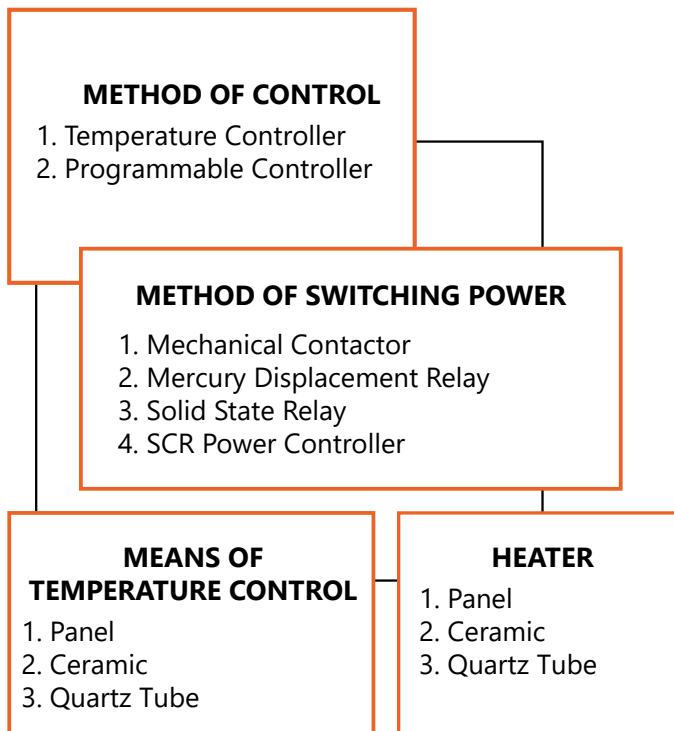 METHOD OF CONTROL
1. Temperature Controller
2. Programmable Controller
METHOD OF SWITCHING POWER
1. Mechanical Contactor
2. Mercury Displacement Relay
3. Solid State Relay
4. SCR Power Controller
MEANS OF
TEMPERATURE CONTROL
1. Panel
2. Ceramic
3. Quartz Tube
HEATER
1. Panel
2. Ceramic
3. Quartz Tube